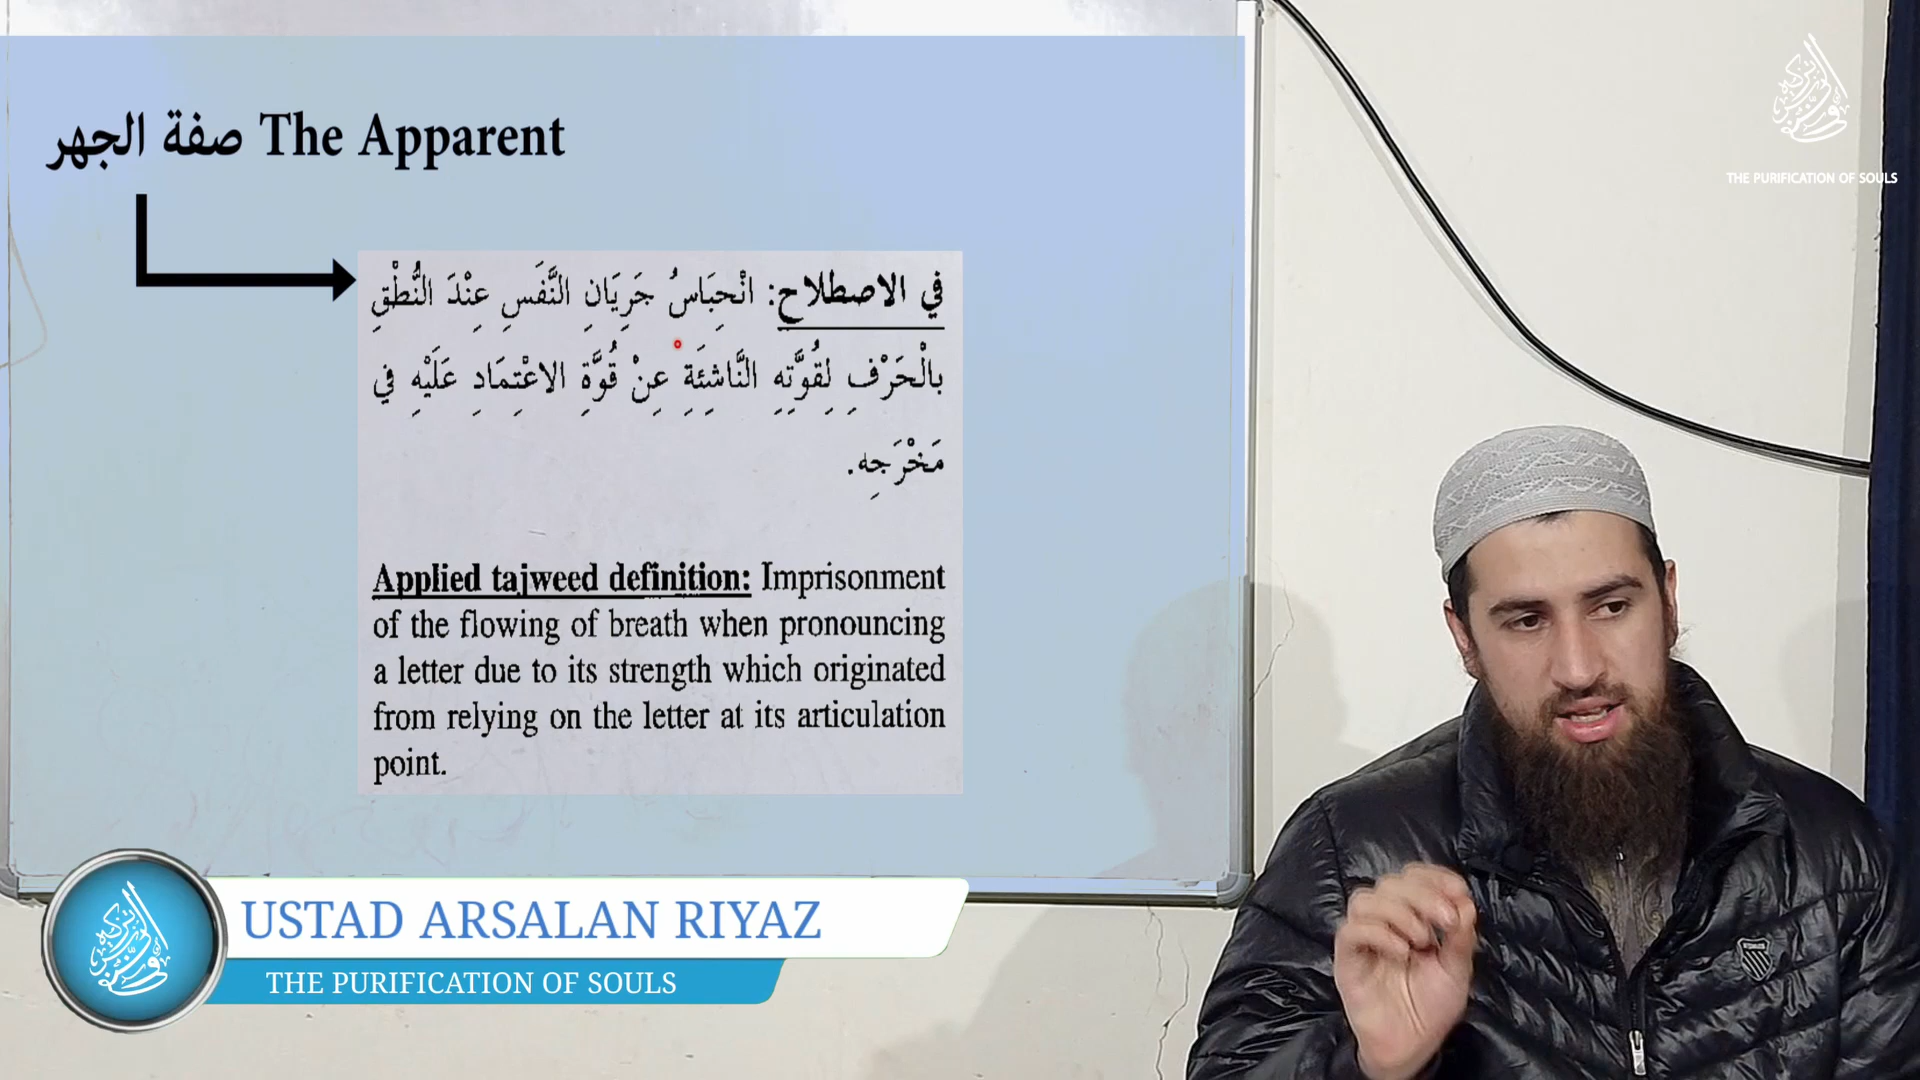 صفة الجهر The Apparent
في الاصطلاح: انْحِبَاسُ جَرِيَانِ النَّفَسِ عِنْدَ النُّطْقِ
بالْحَرْفِ لِقُوَّتِهِ النَّاشِئَةِ عِنْ قُوَّةِ الاعْتِمَادِ عَلَيْهِ في
مَخْرَجِه.
Applied tajweed definition: Imprisonment
of the flowing of breath when pronouncing
a letter due to its strength which originated
from relying on the letter at its articulation
point.
THE PURIFICATION OF SOULS
USTAD ARSALAN RIYAZ
THE PURIFICATION OF SOULS